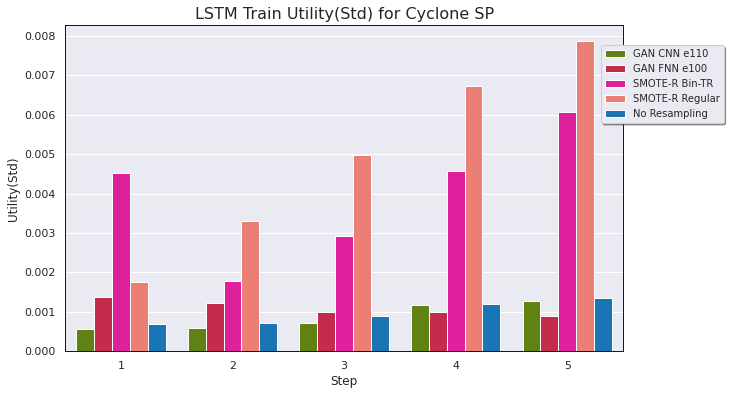 LSTM Train Utility(Std) for Cyclone SP
0.008
0.007
0.006
0.005
0.004
0.003
0.002
0.001
0.000
Utility(Std)
1 2 3 4 5
Step
GAN CNN e110
GAN FNN e100
SMOTE-R Bin-TR
SMOTE-R Regular
No Resampling